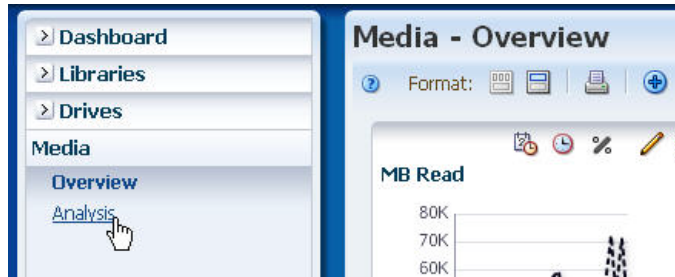 Dashboard
Libraries
Drives
Media
Overview
Analysis
Media - Overview
Format:
MB Read
80K
70K
60K